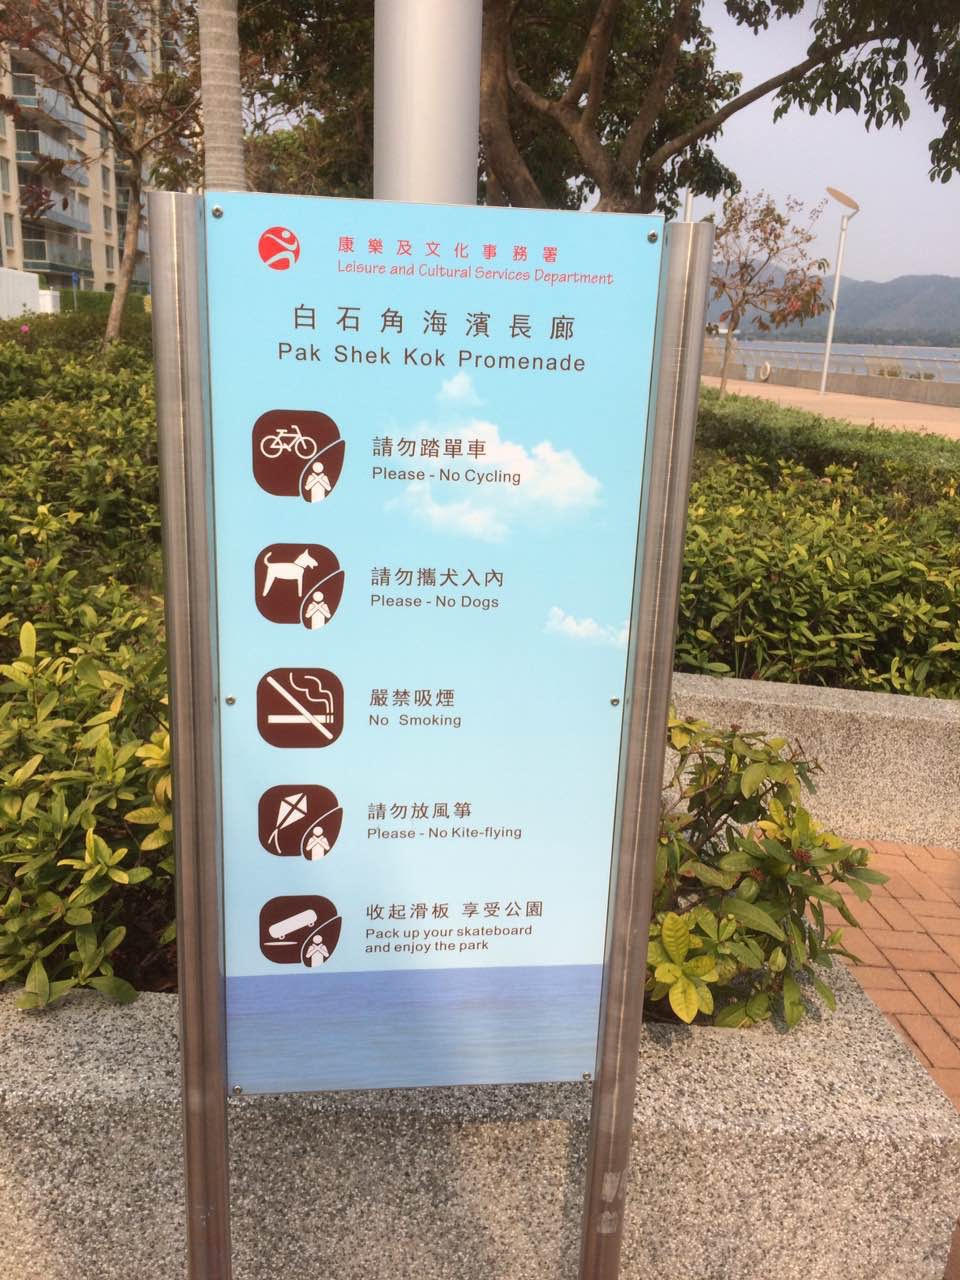 康樂及文化事務署
Leisure and Cultural Services Department
白石角海濱長廊
Pak Shek Kok Promenade
請勿踏單車
Please - No Cycling
請勿攜犬入內
Please - No Dogs
嚴禁吸煙
No Smoking
請勿放風箏
Please - No Kite-flying
收起滑板 享受公園
Pack up your skateboard
and enjoy the park